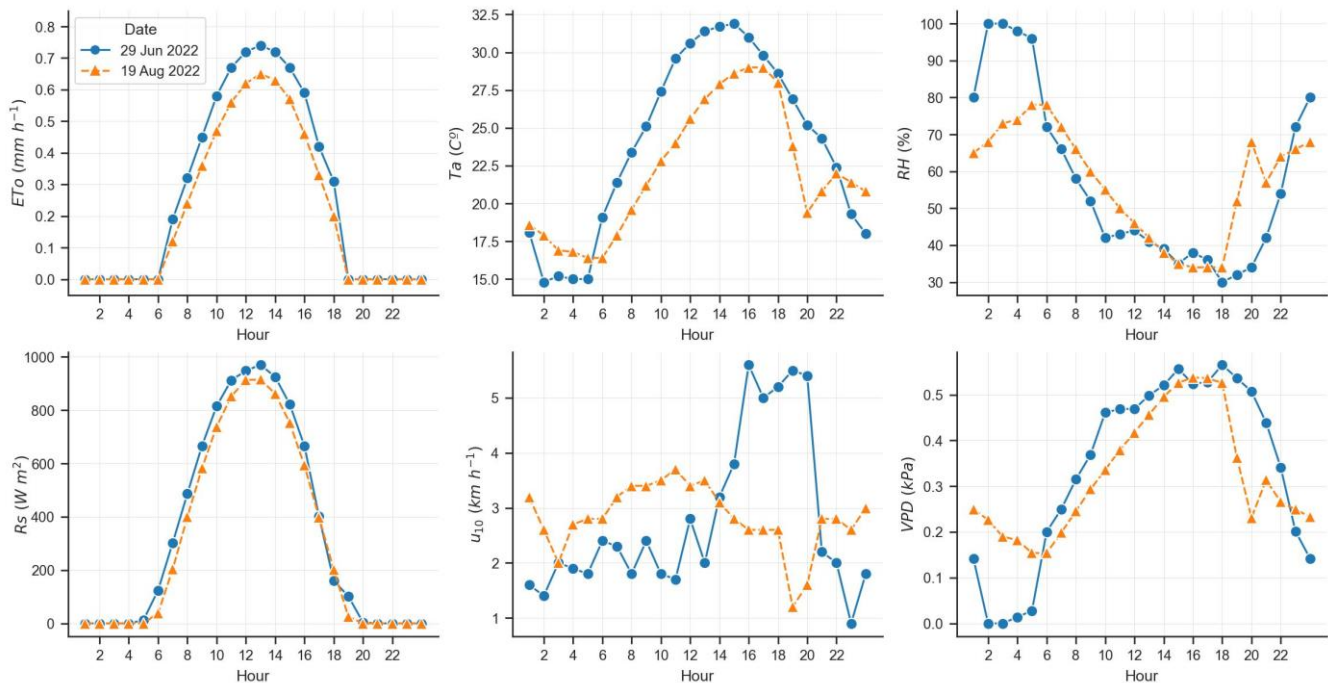 ETo (mm h⁻¹)
0.8
0.7
0.6
0.5
0.4
0.3
0.2
0.1
0.0
Date
29 Jun 2022
19 Aug 2022
2 4 6 8 10 12 14 16 18 20 22
Hour
Ta (Cº)
32.5
30.0
27.5
25.0
22.5
20.0
17.5
15.0
2 4 6 8 10 12 14 16 18 20 22
Hour
RH (%)
100
90
80
70
60
50
40
30
2 4 6 8 10 12 14 16 18 20 22
Hour
Rs (W m²)
1000
800
600
400
200
0
2 4 6 8 10 12 14 16 18 20 22
Hour
u₁₀ (km h⁻¹)
5
4
3
2
1
2 4 6 8 10 12 14 16 18 20 22
Hour
VPD (kPa)
0.5
0.4
0.3
0.2
0.1
0.0
2 4 6 8 10 12 14 16 18 20 22
Hour